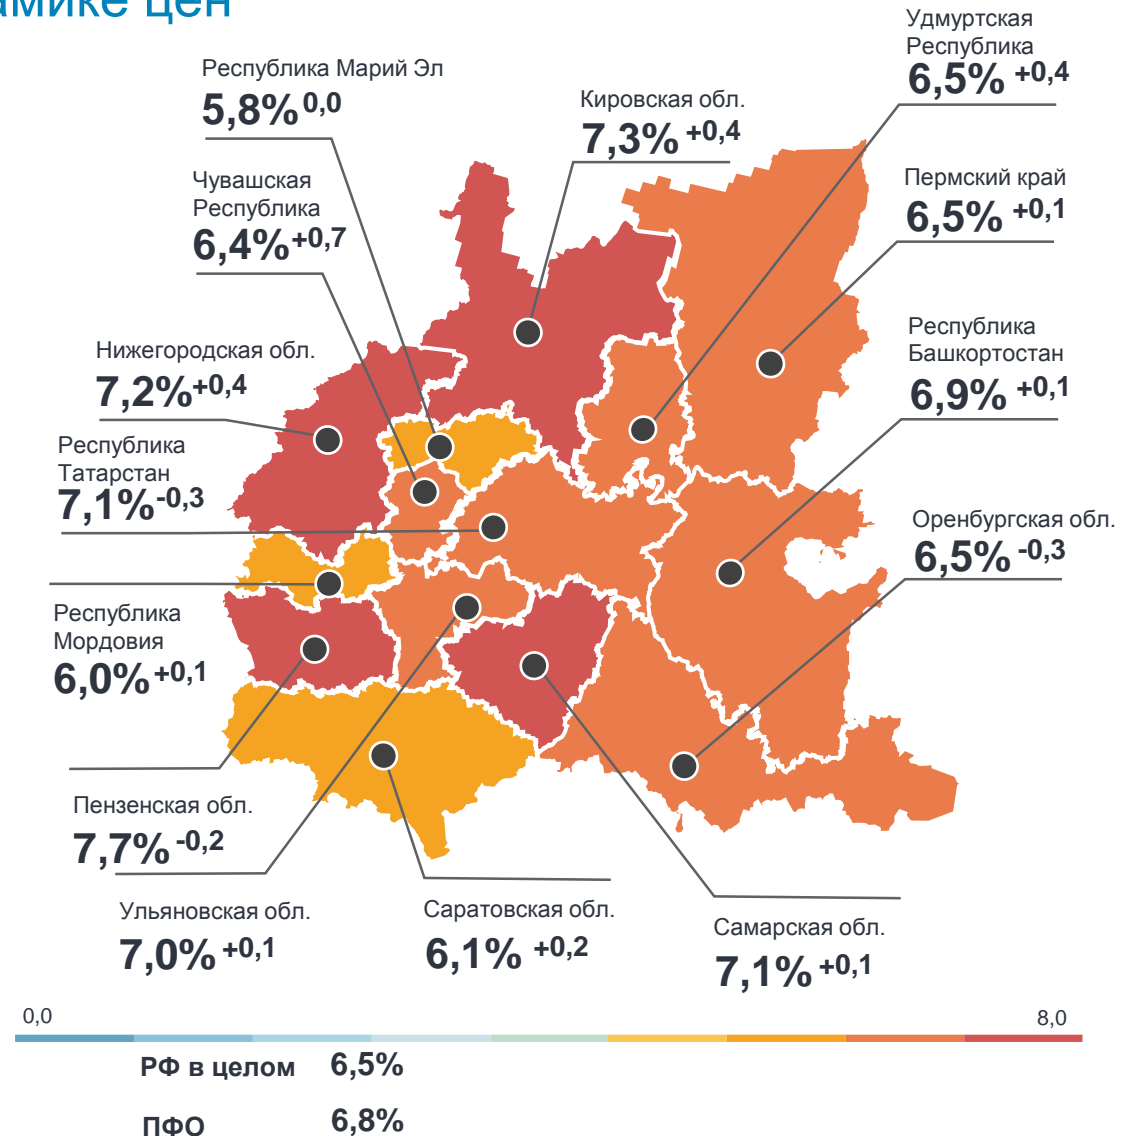 амике цен
Удмуртская
Республика
6,5% +0,4
Республика Марий Эл
5,8% 0,0
Кировская обл.
7,3% +0,4
Чувашская
Республика
6,4% +0,7
Пермский край
6,5% +0,1
Республика
Башкортостан
6,9% +0,1
Нижегородская обл.
7,2% +0,4
Республика
Татарстан
7,1% -0,3
Оренбургская обл.
6,5% -0,3
Республика
Мордовия
6,0% +0,1
Пензенская обл.
7,7% -0,2
Ульяновская обл.
7,0% +0,1
Саратовская обл.
6,1% +0,2
Самарская обл.
7,1% +0,1
0,0
8,0
РФ в целом 6,5%
ПФО 6,8%